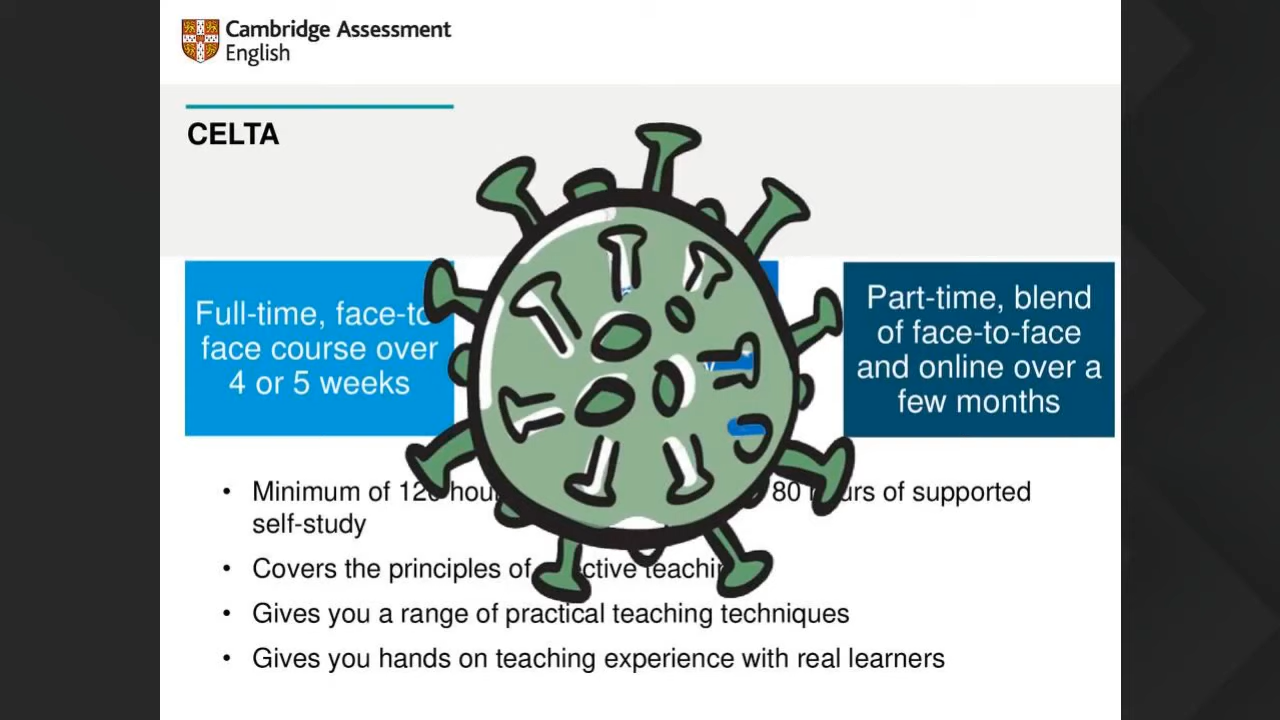 Cambridge Assessment
English
CELTA
Full-time, face-to-
face course over
4 or 5 weeks
Part-time, blend
of face-to-face
and online over a
few months
• Minimum of 80 of supported
self-study
• Covers the principles of
• Gives you a range of practical teaching techniques
• Gives you hands on teaching experience with real learners